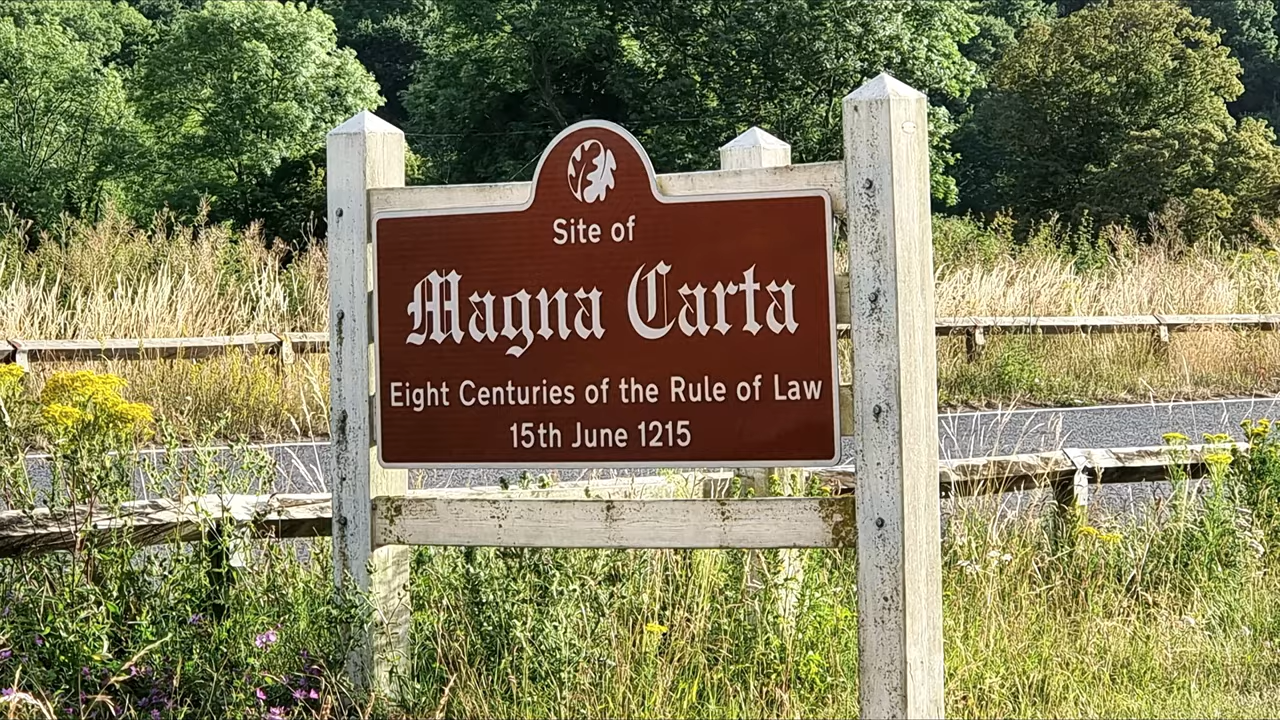 Site of
Magna Carta
Eight Centuries of the Rule of Law
15th June 1215